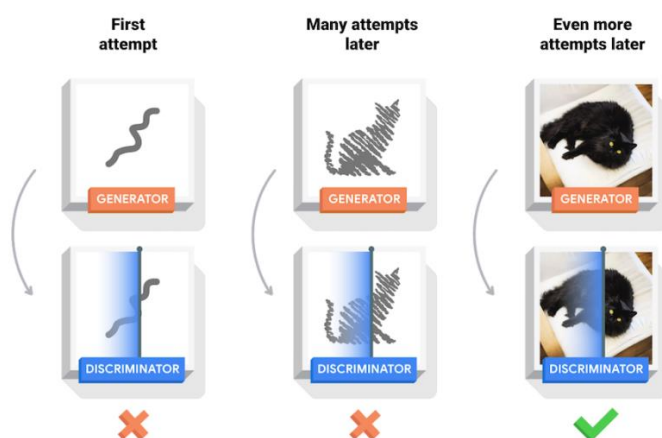 First
attempt
Many attempts
later
Even more
attempts later
GENERATOR
GENERATOR
GENERATOR
DISCRIMINATOR
DISCRIMINATOR
DISCRIMINATOR